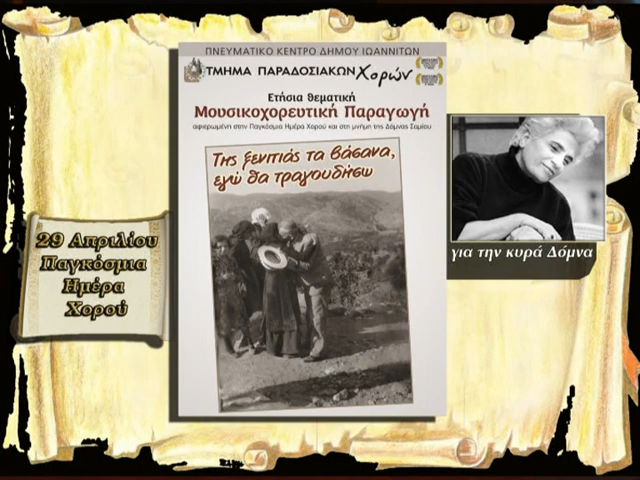 ΠΝΕΥΜΑΤΙΚΟ ΚΕΝΤΡΟ ΔΗΜΟΥ ΙΩΑΝΝΙΤΩΝ
ΤΜΗΜΑ ΠΑΡΑΔΟΣΙΑΚΩΝ Χορών
Ετήσια Θεματική
Μουσικοχορευτική Παραγωγή
αφιερωμένη στην Παγκόσμια Ημέρα Χορού και στη μνήμη της Δόμνας Σαμίου
Της ξενιτιάς τα βάσανα,
εγώ θα τραγουδήσω
29 Απριλίου
Παγκόσμια
Ημέρα
Χορού
για την κυρά Δόμνα